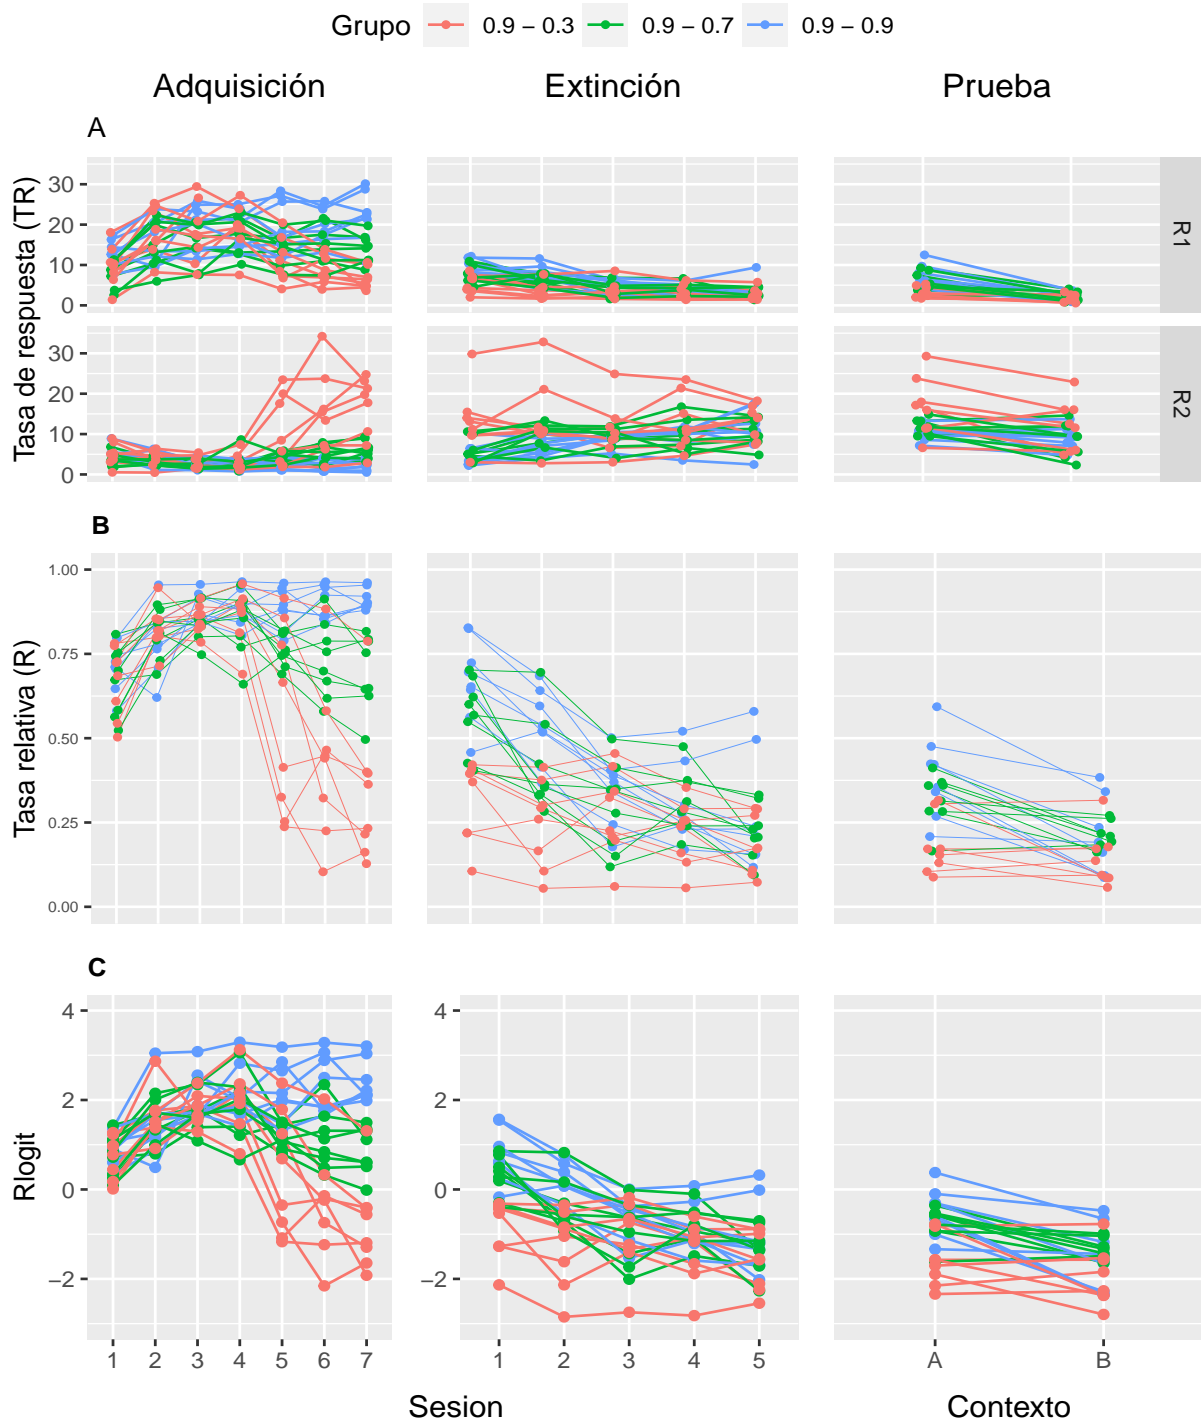 Grupo 0.9 − 0.3 0.9 − 0.7 0.9 − 0.9
Adquisición Extinción Prueba
A
Tasa de respuesta (TR)
30
20
10
0
R1
30
20
10
0
R2
B
Tasa relativa (R)
1.00
0.75
0.50
0.25
0.00
C
Rlogit
4
2
0
−2
4
2
0
−2
1 2 3 4 5 6 7
1 2 3 4 5
A B
Sesion Contexto